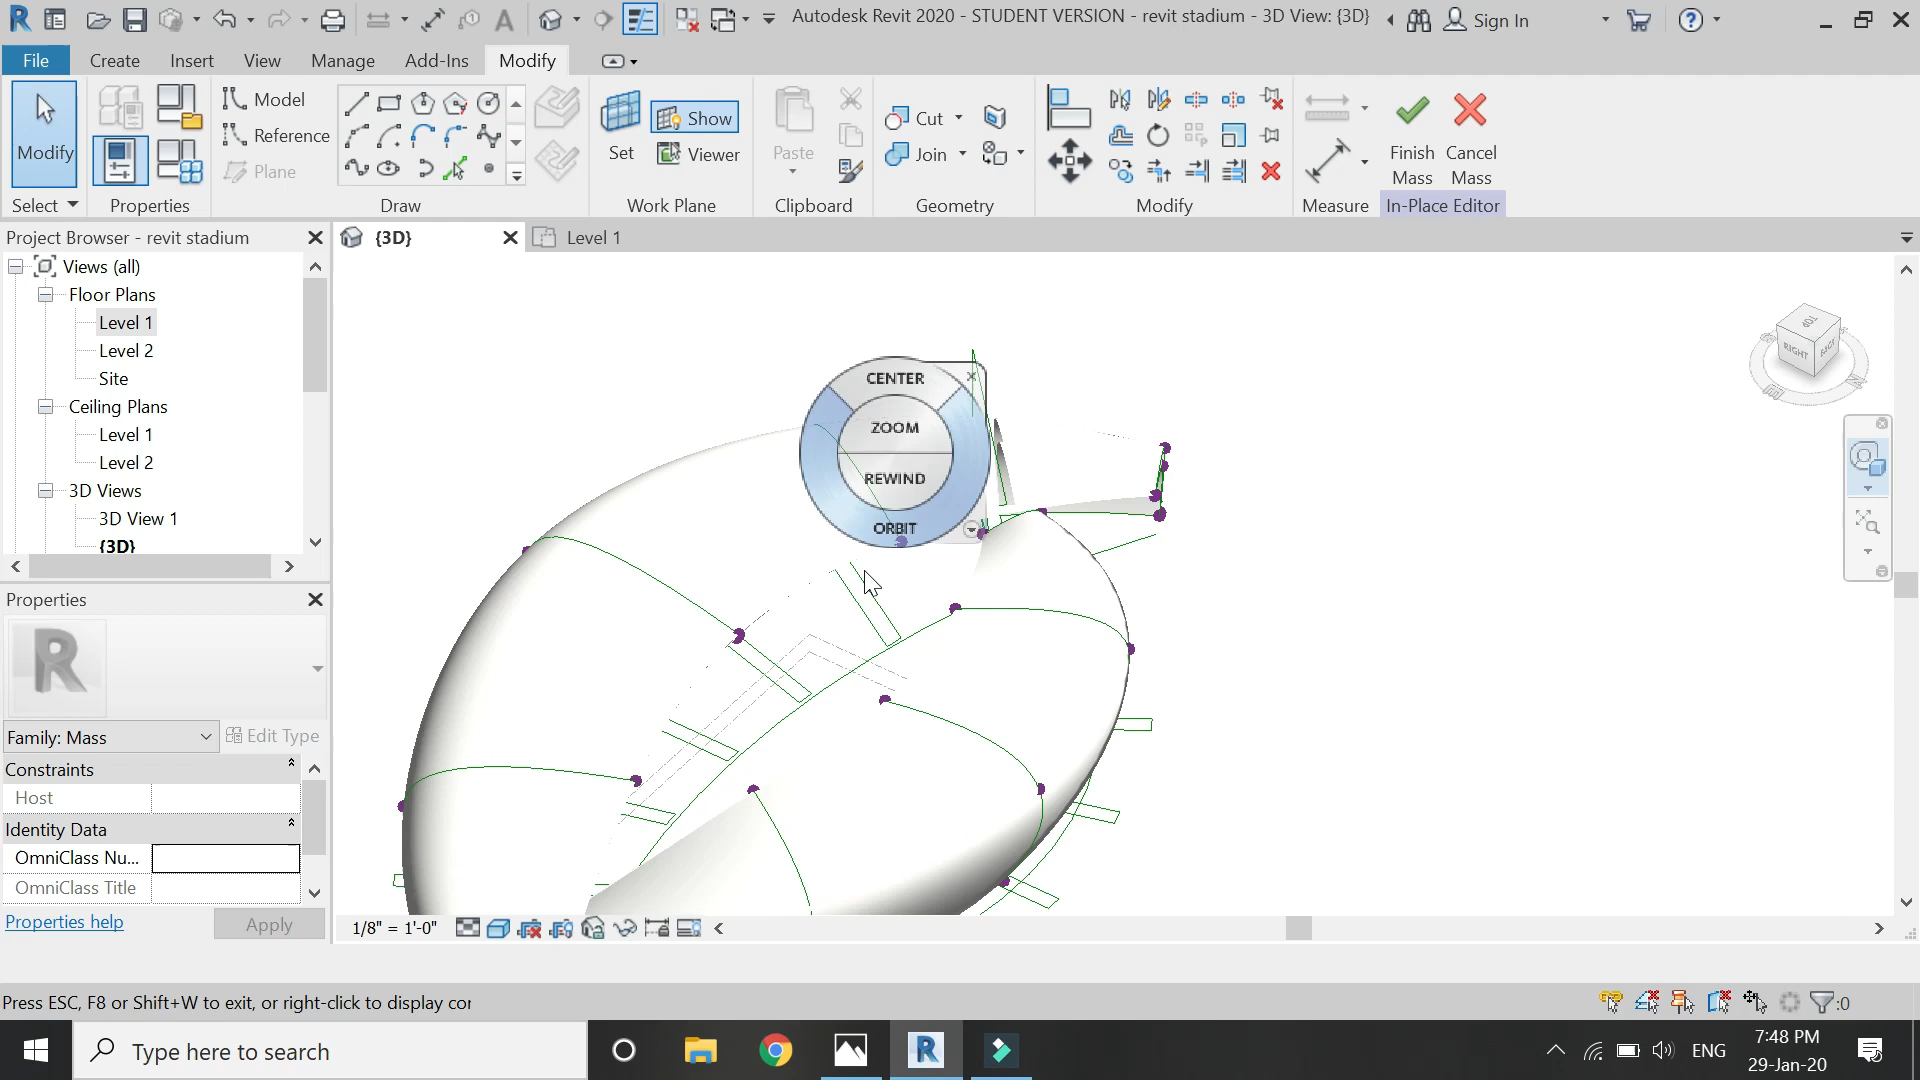 Autodesk Revit 2020 - STUDENT VERSION - revit stadium - 3D View: {3D}
Sign In
File
Create
Insert
View
Manage
Add-Ins
Modify
Modify
Select
Properties
Model
Reference
Plane
Draw
Set
Show
Viewer
Work Plane
Paste
Clipboard
Cut
Join
Geometry
Modify
Measure
Finish Mass
Cancel Mass
In-Place Editor
Project Browser - revit stadium
{3D}
Level 1
Views (all)
Floor Plans
Level 1
Level 2
Site
Ceiling Plans
Level 1
Level 2
3D Views
3D View 1
{3D}
CENTER
ZOOM
REWIND
ORBIT
TOP
RIGHT
BACK
Properties
Family: Mass
Edit Type
Constraints
Host
Identity Data
OmniClass Nu...
OmniClass Title
Properties help
Apply
1/8" = 1'-0"
Press ESC, F8 or Shift+W to exit, or right-click to display cor
:0
Type here to search
ENG
7:48 PM
29-Jan-20